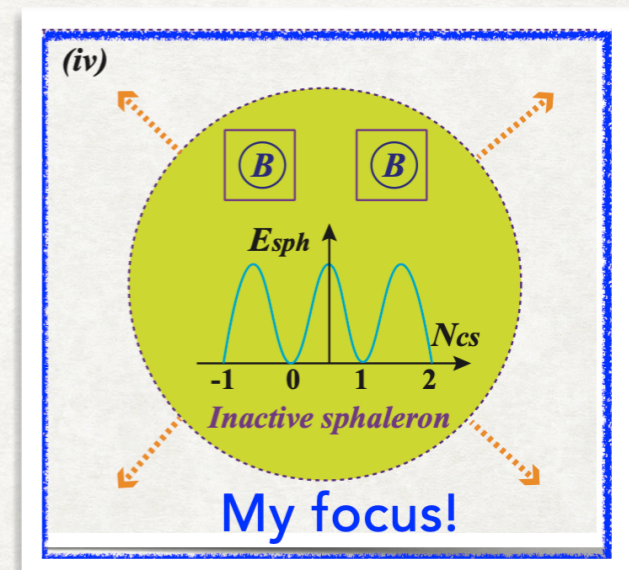 (iv)
B B
Esph
Ncs
-1 0 1 2
Inactive sphaleron
My focus!